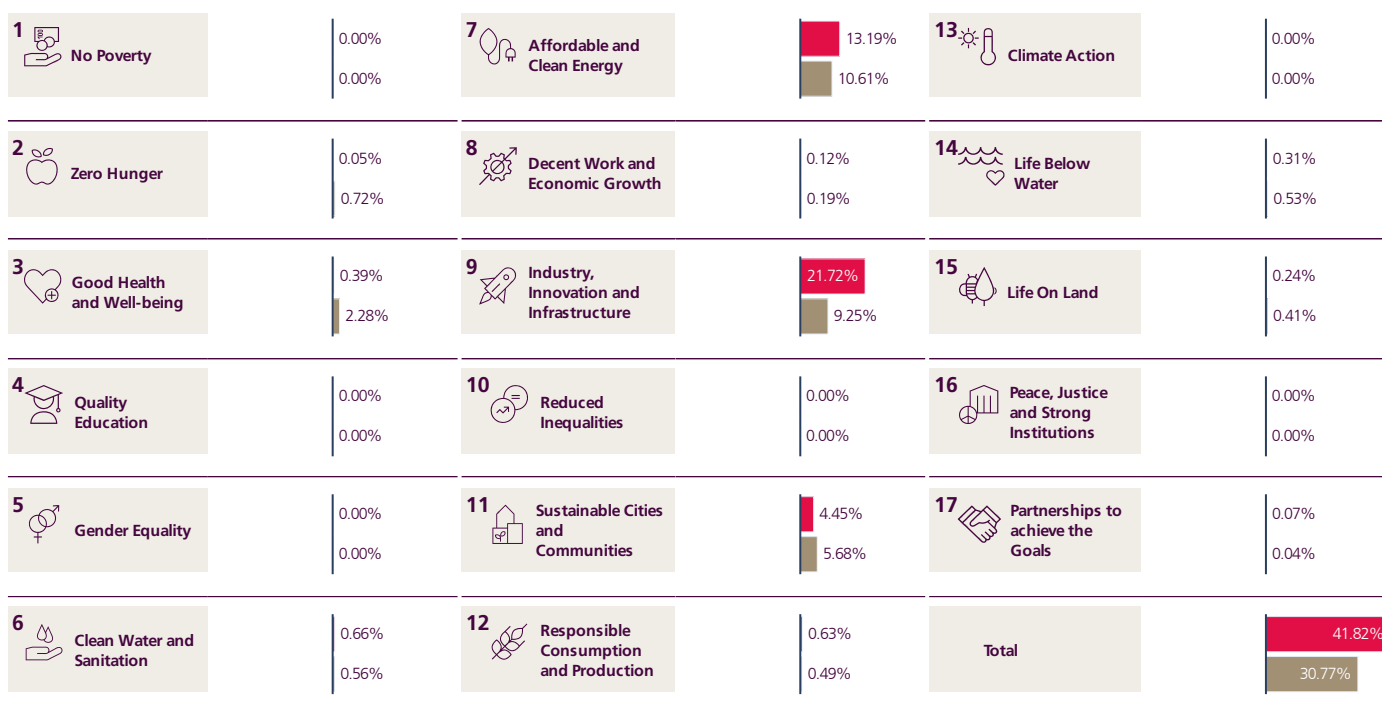 1
No Poverty
0.00%
0.00%
2
Zero Hunger
0.05%
0.72%
3
Good Health
and Well-being
0.39%
2.28%
4
Quality
Education
0.00%
0.00%
5
Gender Equality
0.00%
0.00%
6
Clean Water and
Sanitation
0.66%
0.56%
7
Affordable and
Clean Energy
13.19%
10.61%
8
Decent Work and
Economic Growth
0.12%
0.19%
9
Industry,
Innovation and
Infrastructure
21.72%
9.25%
10
Reduced
Inequalities
0.00%
0.00%
11
Sustainable Cities
and
Communities
4.45%
5.68%
12
Responsible
Consumption
and Production
0.63%
0.49%
13
Climate Action
0.00%
0.00%
14
Life Below
Water
0.31%
0.53%
15
Life On Land
0.24%
0.41%
16
Peace, Justice
and Strong
Institutions
0.00%
0.00%
17
Partnerships to
achieve the
Goals
0.07%
0.04%
Total
41.82%
30.77%